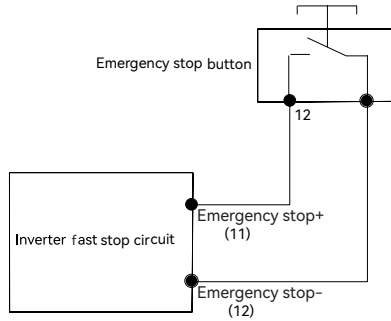 Emergency stop button
12
Emergency stop+
(11)
Inverter fast stop circuit
Emergency stop-
(12)